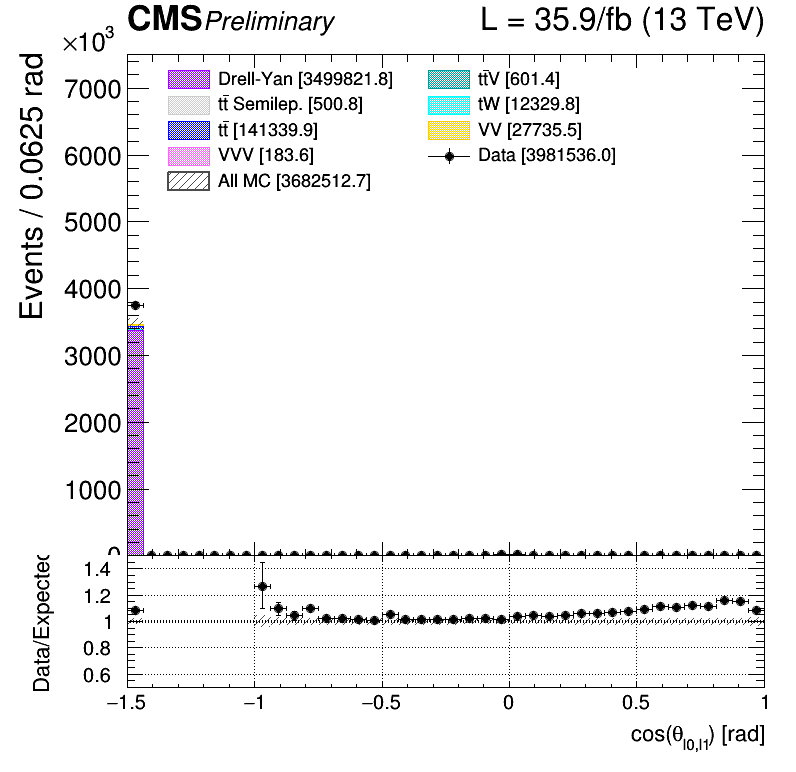 CMS Preliminary L = 35.9/fb (13 TeV)
×10³
Events / 0.0625 rad
Drell-Yan [3499821.8]
tt̄ Semilep. [500.8]
tt̄ [141339.9]
VVV [183.6]
All MC [3682512.7]
tt̄V [601.4]
tW [12329.8]
VV [27735.5]
Data [3981536.0]
7000
6000
5000
4000
3000
2000
1000
0
Data/Expected
1.4
1.2
1
0.8
0.6
−1.5 −1 −0.5 0 0.5 1
cos(θ_l0,l1) [rad]